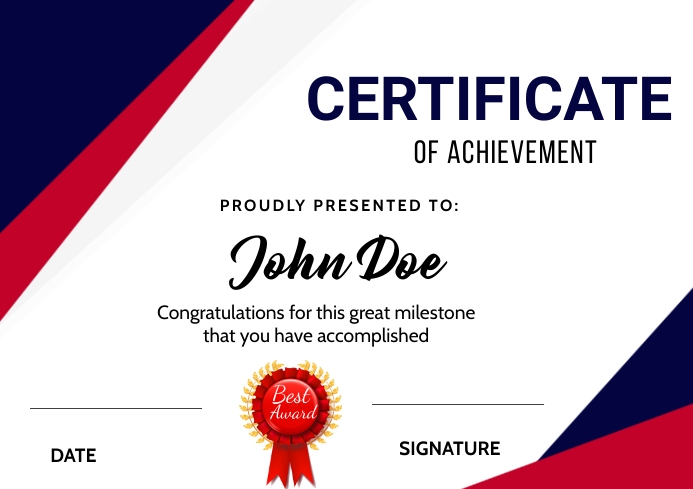 CERTIFICATE
OF ACHIEVEMENT
PROUDLY PRESENTED TO:
John Doe
Congratulations for this great milestone
that you have accomplished
Best
Award
DATE
SIGNATURE